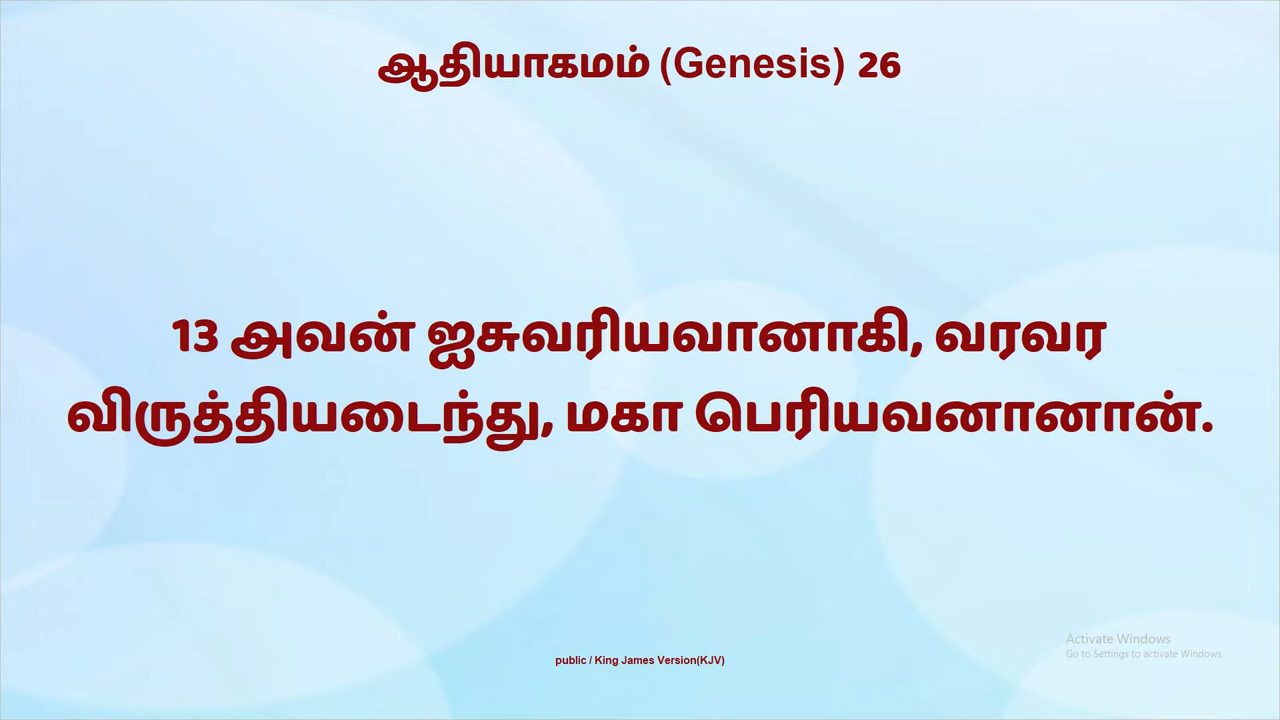 ஆதியாகமம் (Genesis) 26
13 அவன் ஐசுவரியவானாகி, வரவர
விருத்தியடைந்து, மகா பெரியவனானான்.
public / King James Version(KJV)
Activate Windows
Go to Settings to activate Windows.